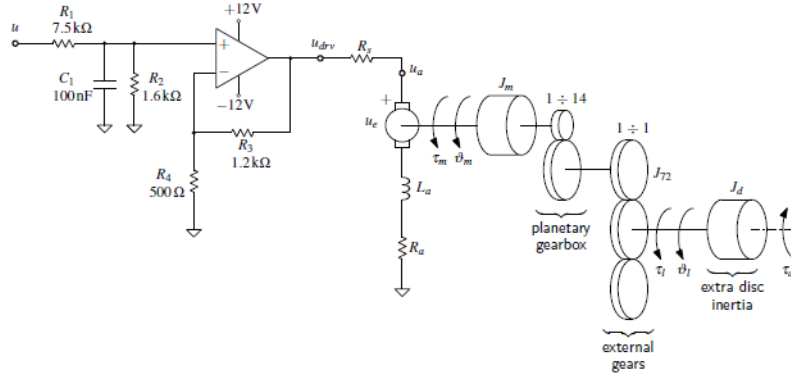 u
R1
7.5kΩ
C1
100nF
R2
1.6kΩ
+12V
+
−
−12V
R3
1.2kΩ
R4
500Ω
udrv
Rs
ua
+
ue
La
Ra
τm ϑm
Jm
1 ÷ 14
planetary
gearbox
1 ÷ 1
J72
external
gears
τl ϑl
Jd
extra disc
inertia
τd